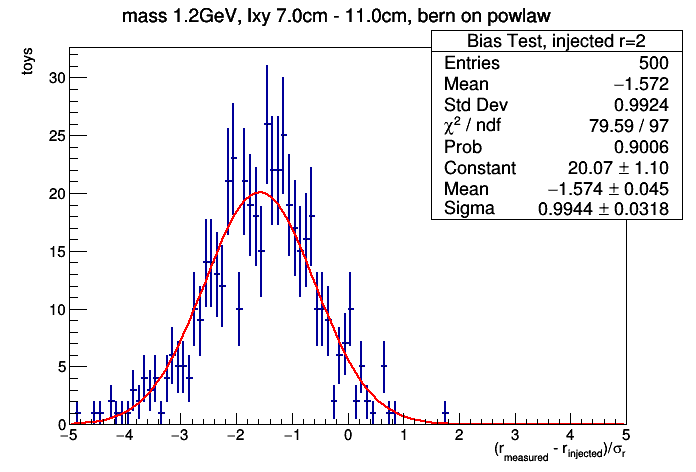 mass 1.2GeV, lxy 7.0cm - 11.0cm, bern on powlaw
toys
Bias Test, injected r=2
Entries 500
Mean −1.572
Std Dev 0.9924
χ² / ndf 79.59 / 97
Prob 0.9006
Constant 20.07 ± 1.10
Mean −1.574 ± 0.045
Sigma 0.9944 ± 0.0318
30
25
20
15
10
5
0
−5 −4 −3 −2 −1 0 1 2 3 4 5
(r_measured - r_injected)/σ_r